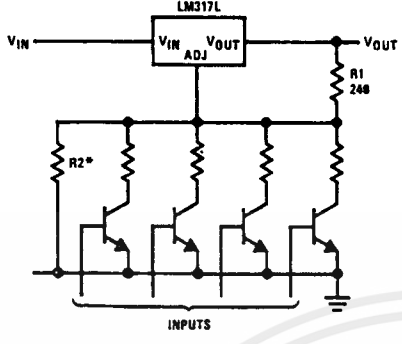 LM317L
VIN
VIN VOUT
ADJ
VOUT
R1
240
R2*
INPUTS